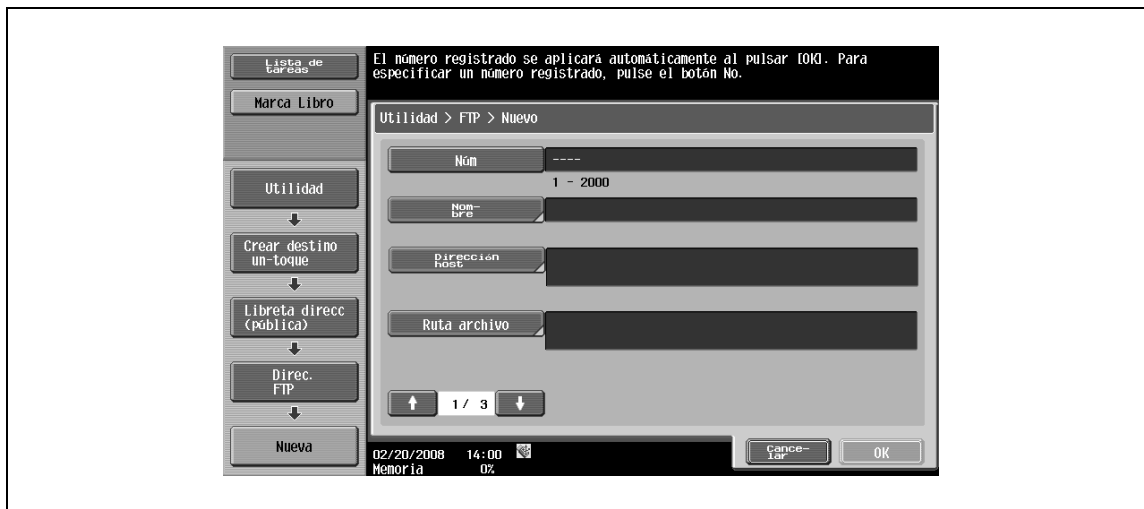 Lista de
tareas
Marca Libro
El número registrado se aplicará automáticamente al pulsar [OK]. Para
especificar un número registrado, pulse el botón No.
Utilidad > FTP > Nuevo
Núm
----
1 - 2000
Nom-
bre
Dirección
host
Ruta archivo
1/ 3
Utilidad
Crear destino
un-toque
Libreta direcc
(pública)
Direc.
FTP
Nueva
02/20/2008 14:00
Memoria 0%
Cance-
lar
OK